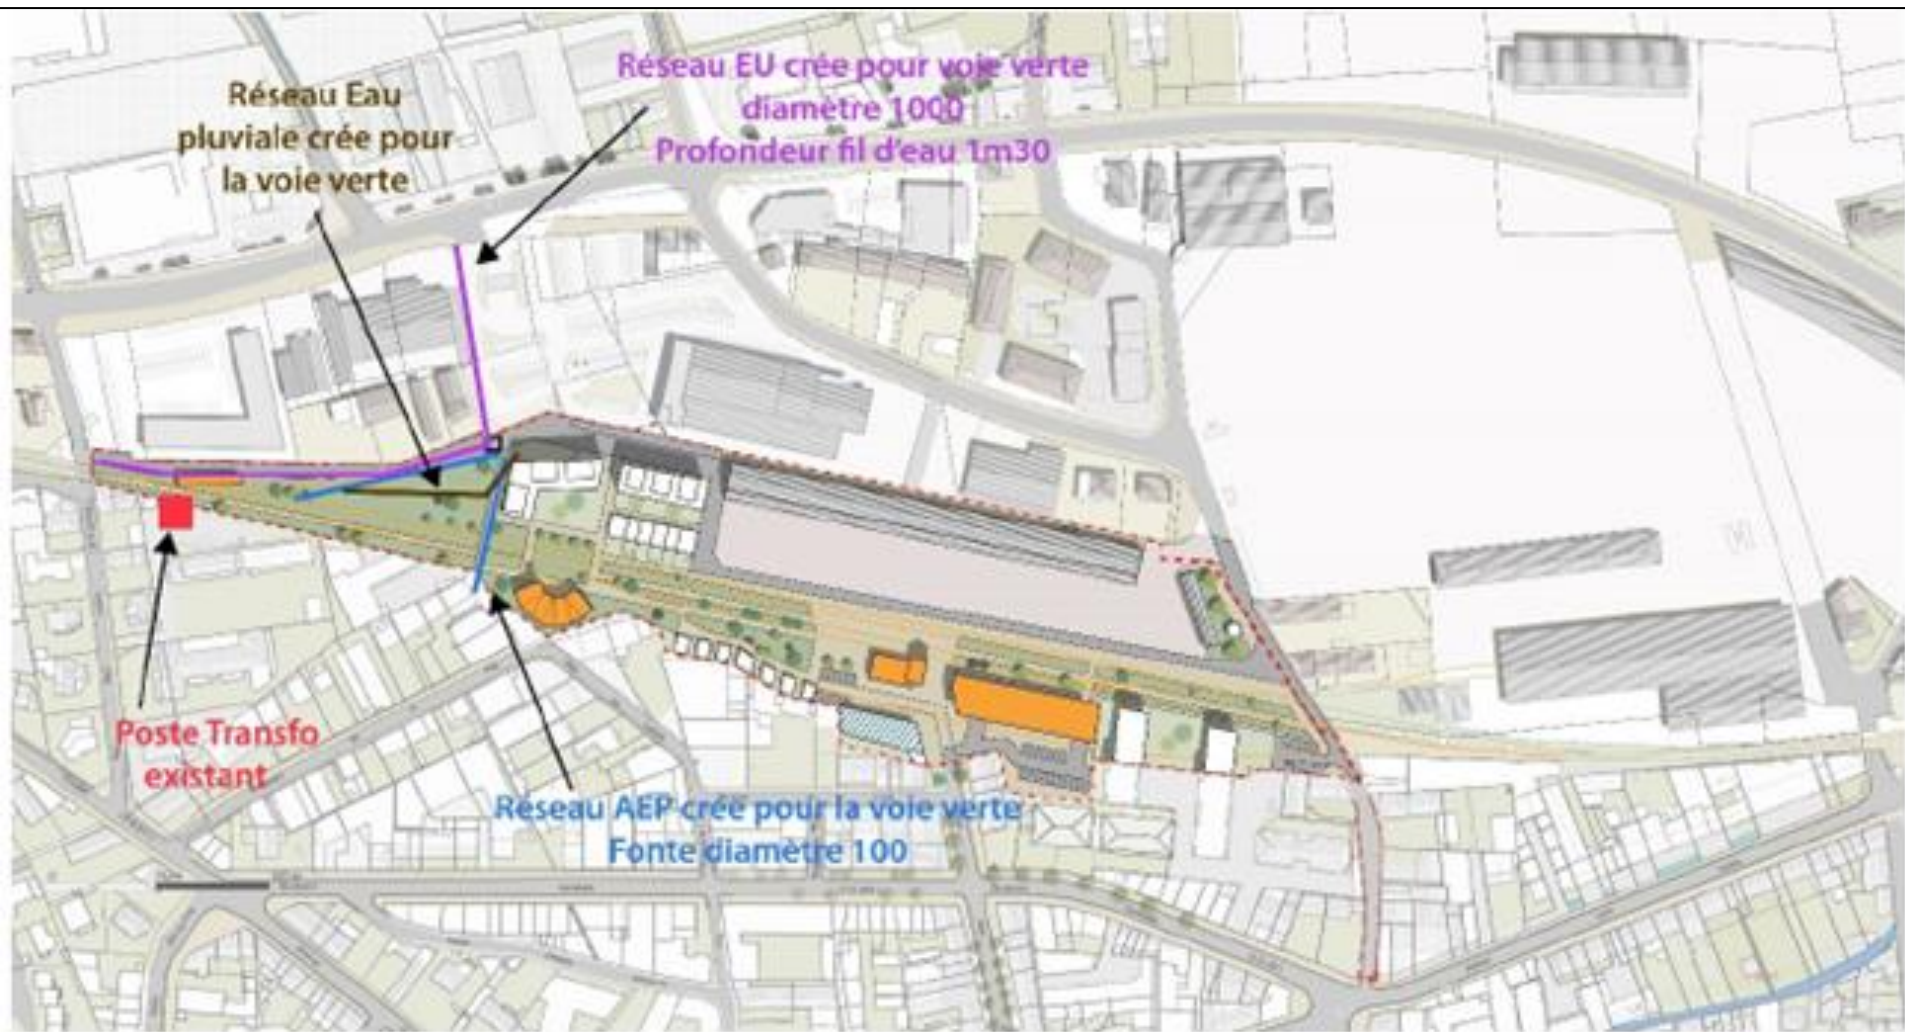 Réseau EU crée pour voie verte
diamètre 1000
Profondeur fil d'eau 1m30
Réseau Eau
pluviale crée pour
la voie verte
Poste Transfo
existant
Réseau AEP crée pour la voie verte
Fonte diamètre 100